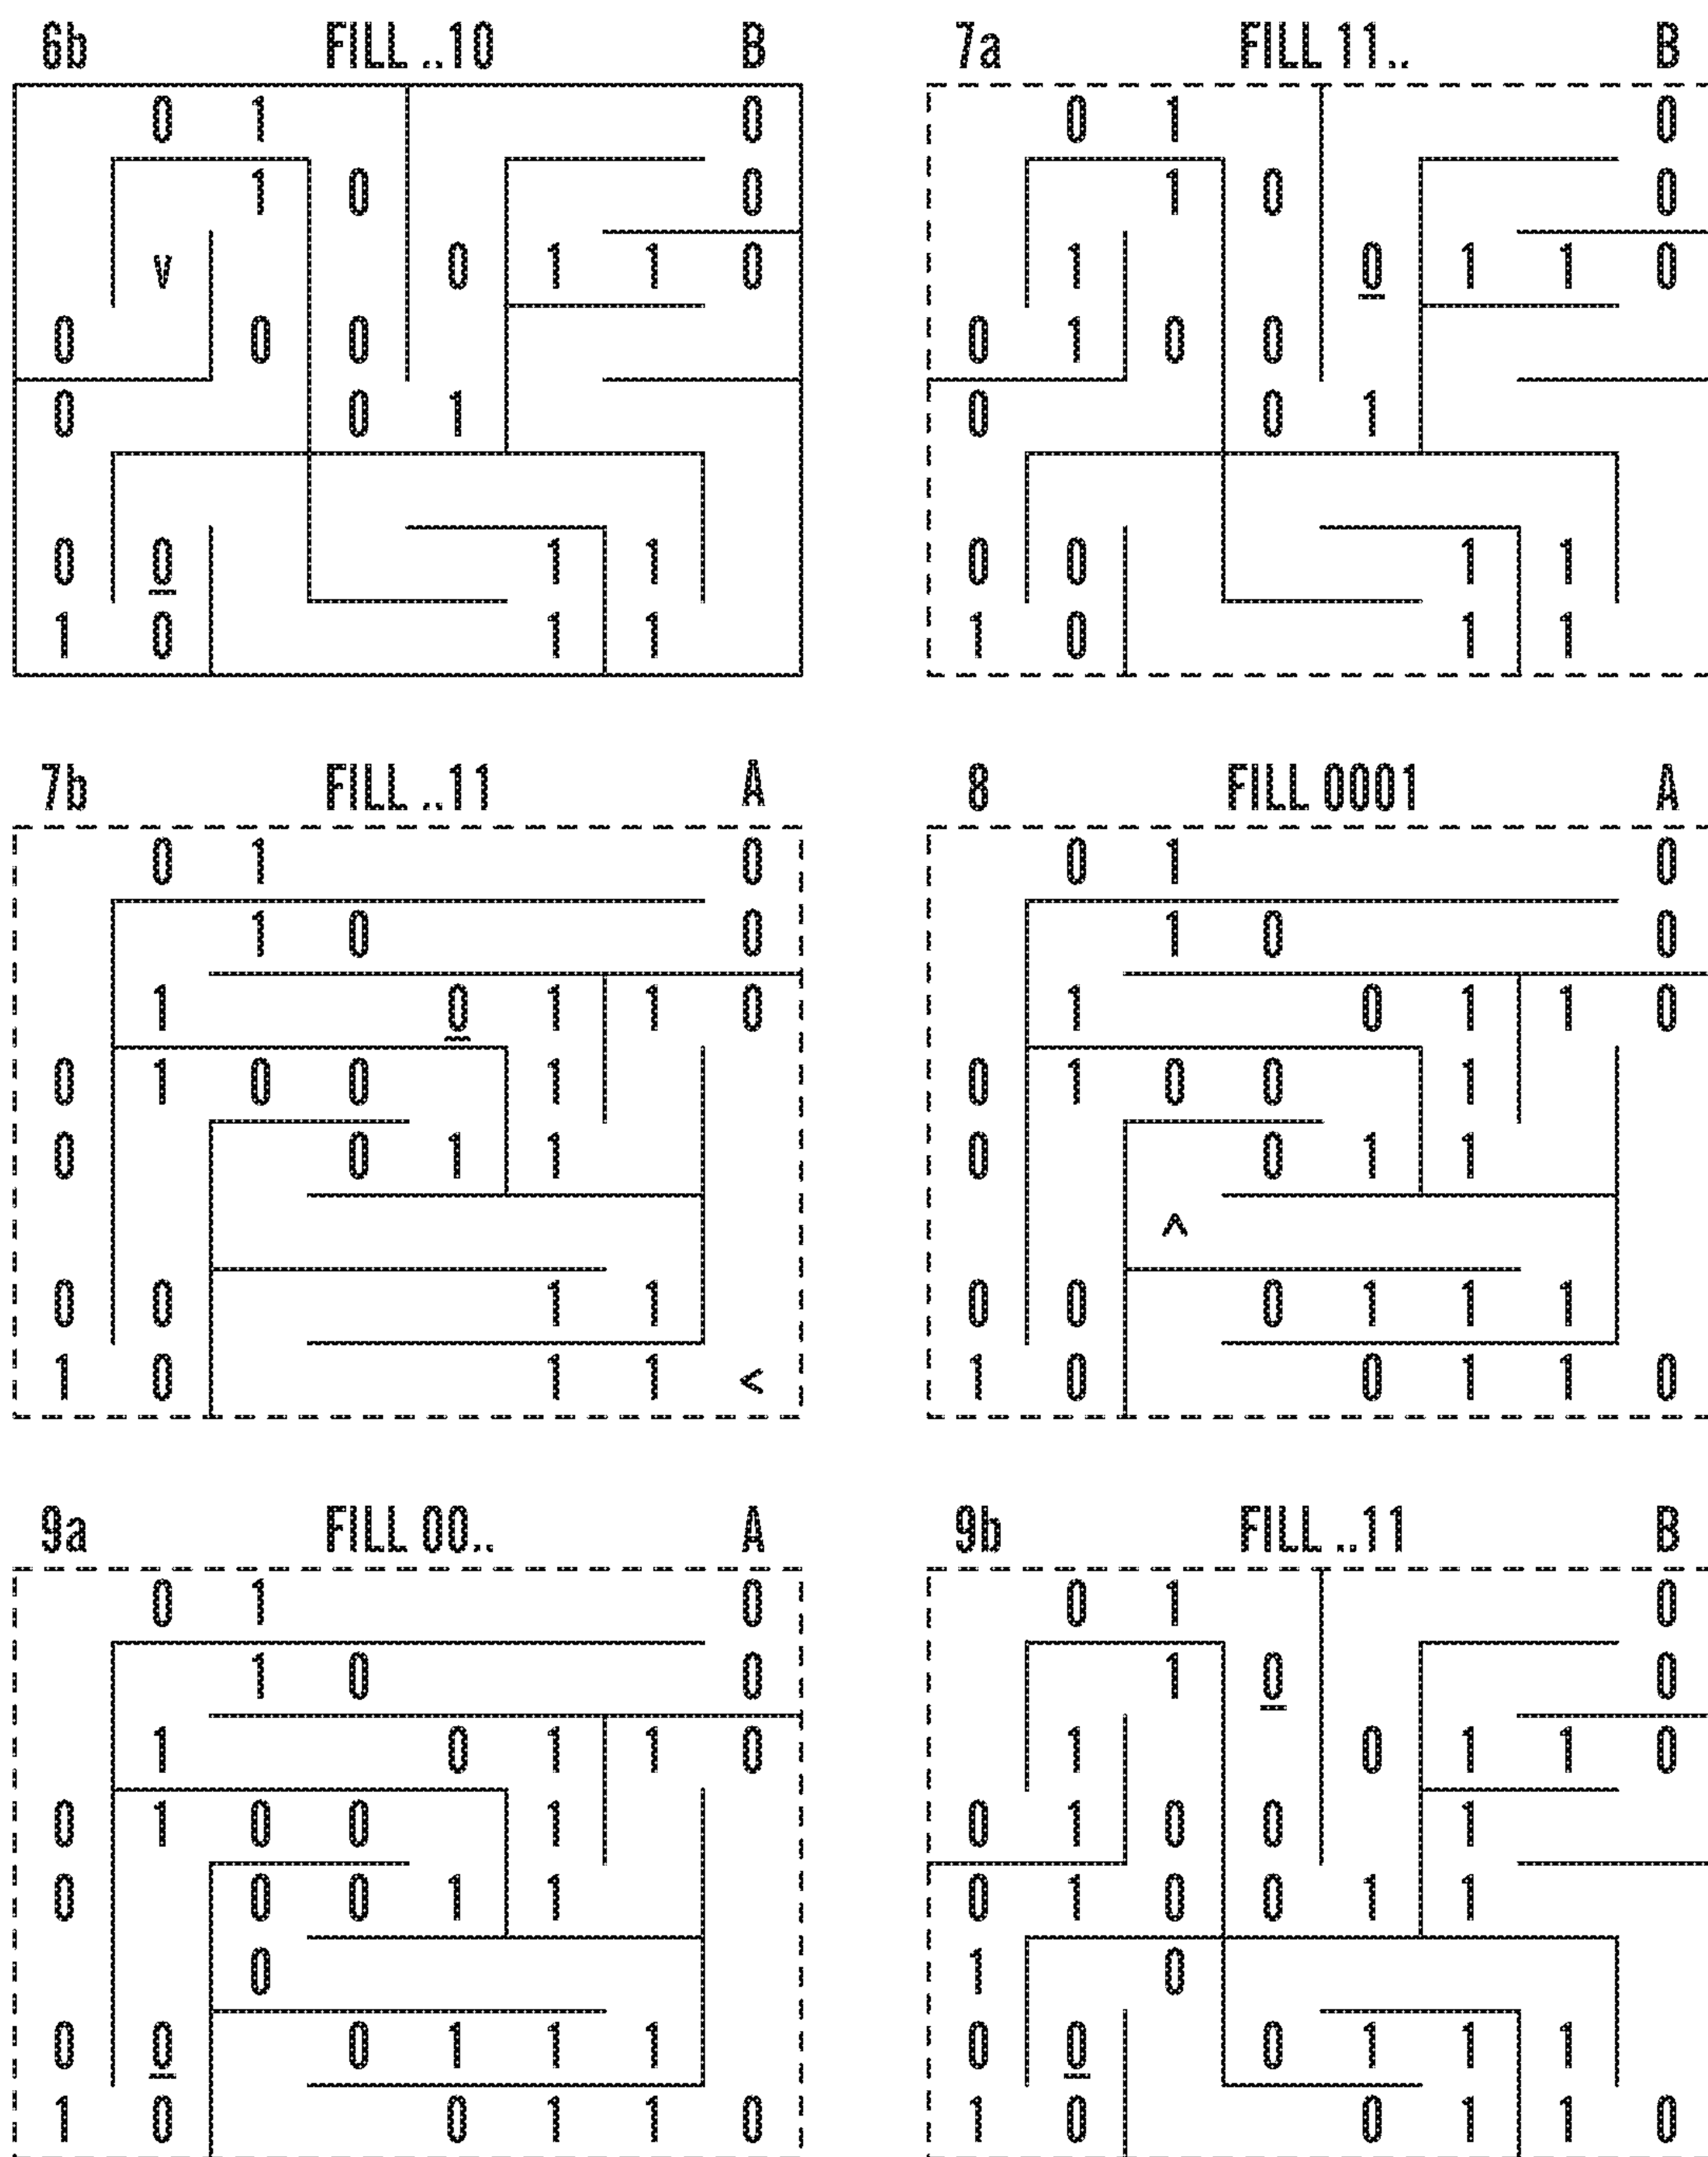 6b FILL ..10 B
0 1 0
1 0 0
v 0 1 1 0
0 0 0
0 0 1
0 0 1 1
1 0 1 1
7a FILL 11.. B
0 1 0
1 0 0
1 0 1 1 0
0 1 0 0
0 0 1
0 0 1 1
1 0 1 1
7b FILL ..11 A
0 1 0
1 0 0
1 0 1 1 0
0 1 0 0 1
0 0 1 1
0 0 1 1
1 0 1 1 <
8 FILL 0001 A
0 1 0
1 0 0
1 0 1 1 0
0 1 0 0 1
0 0 1 1
^
0 0 0 1 1 1
1 0 0 1 1 0
9a FILL 00.. A
0 1 0
1 0 0
1 0 1 1 0
0 1 0 0 1
0 0 0 1 1
0
0 0 0 1 1 1
1 0 0 1 1 0
9b FILL ..11 B
0 1 0
1 0 0
1 0 1 1 0
0 1 0 0 1
0 1 0 0 1 1
1 0
0 0 0 1 1 1
1 0 0 1 1 0